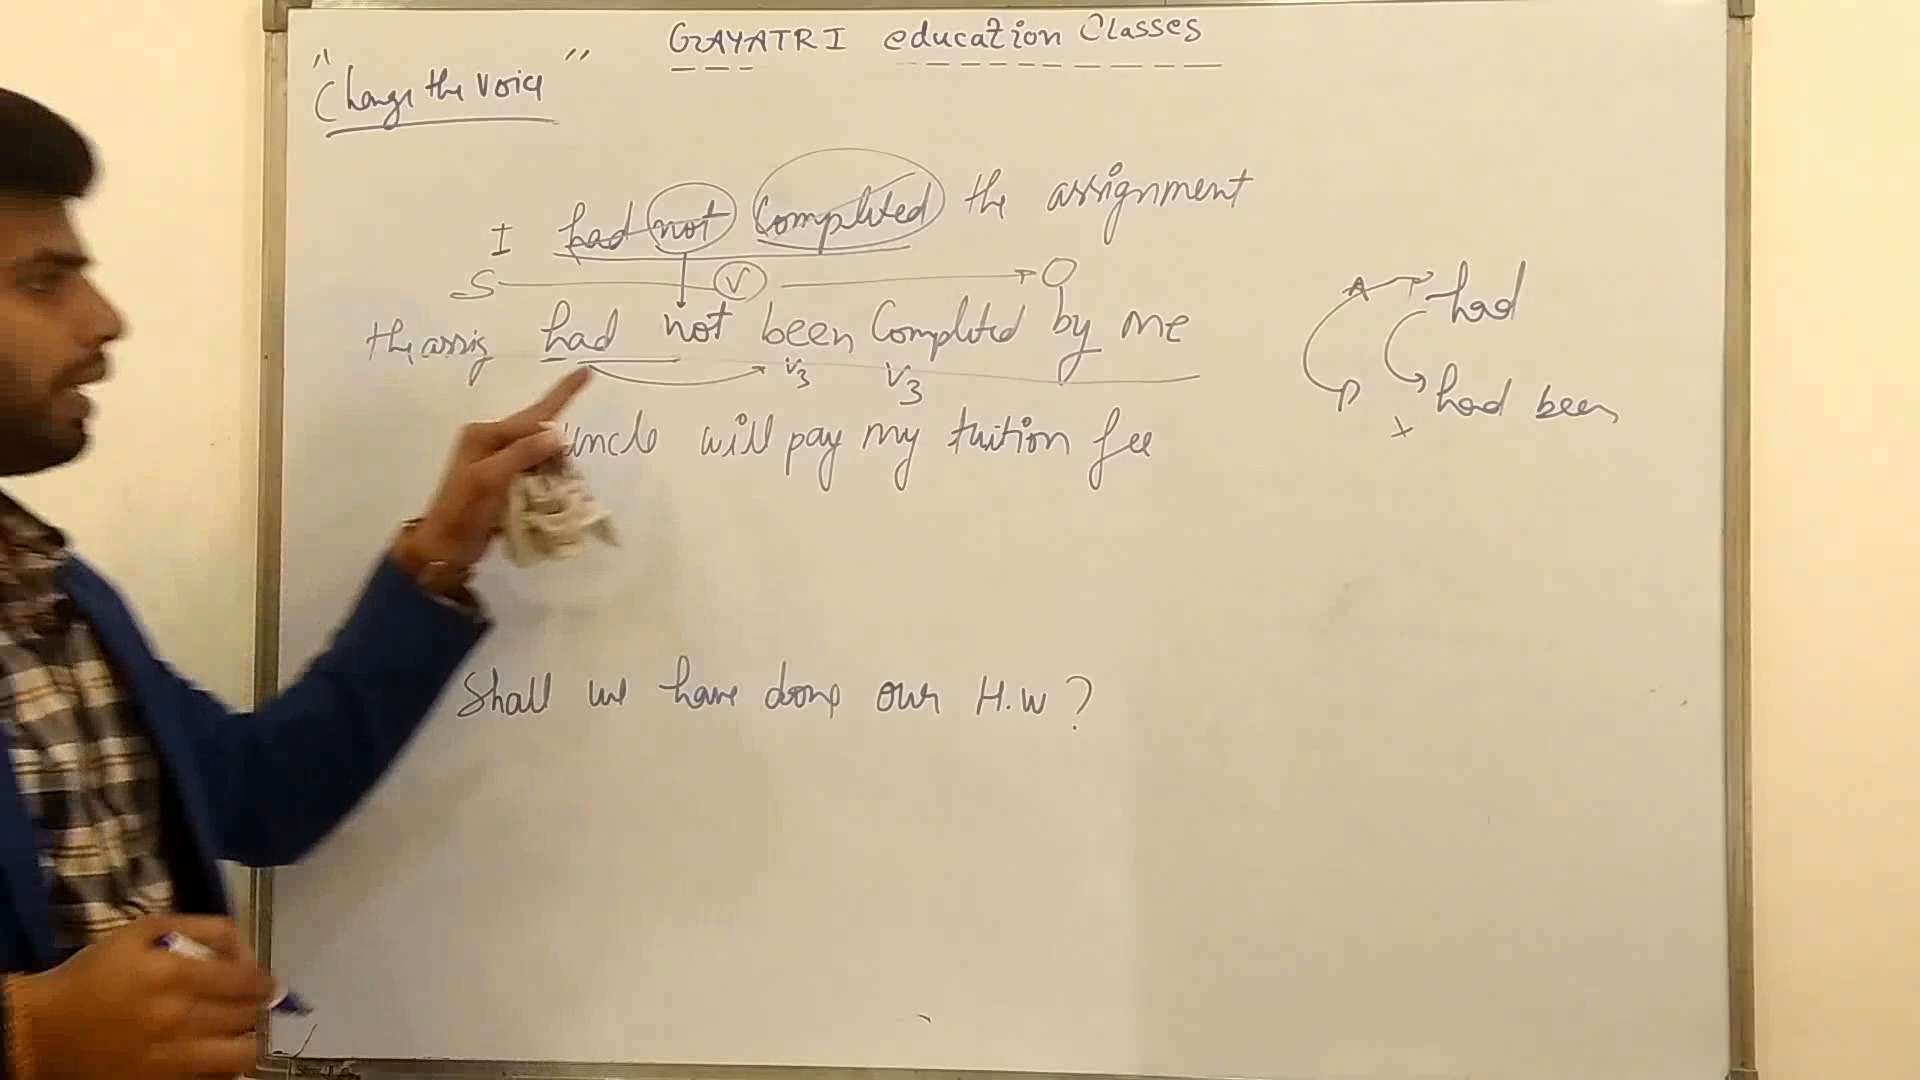 GAYATRI education Classes
"Change the voice"
I had not completed the assignment
S V O
the assig had not been Completed by me
V3 V3
uncle will pay my tuition fee
Shall we have done our H.W?
A P had
P had been